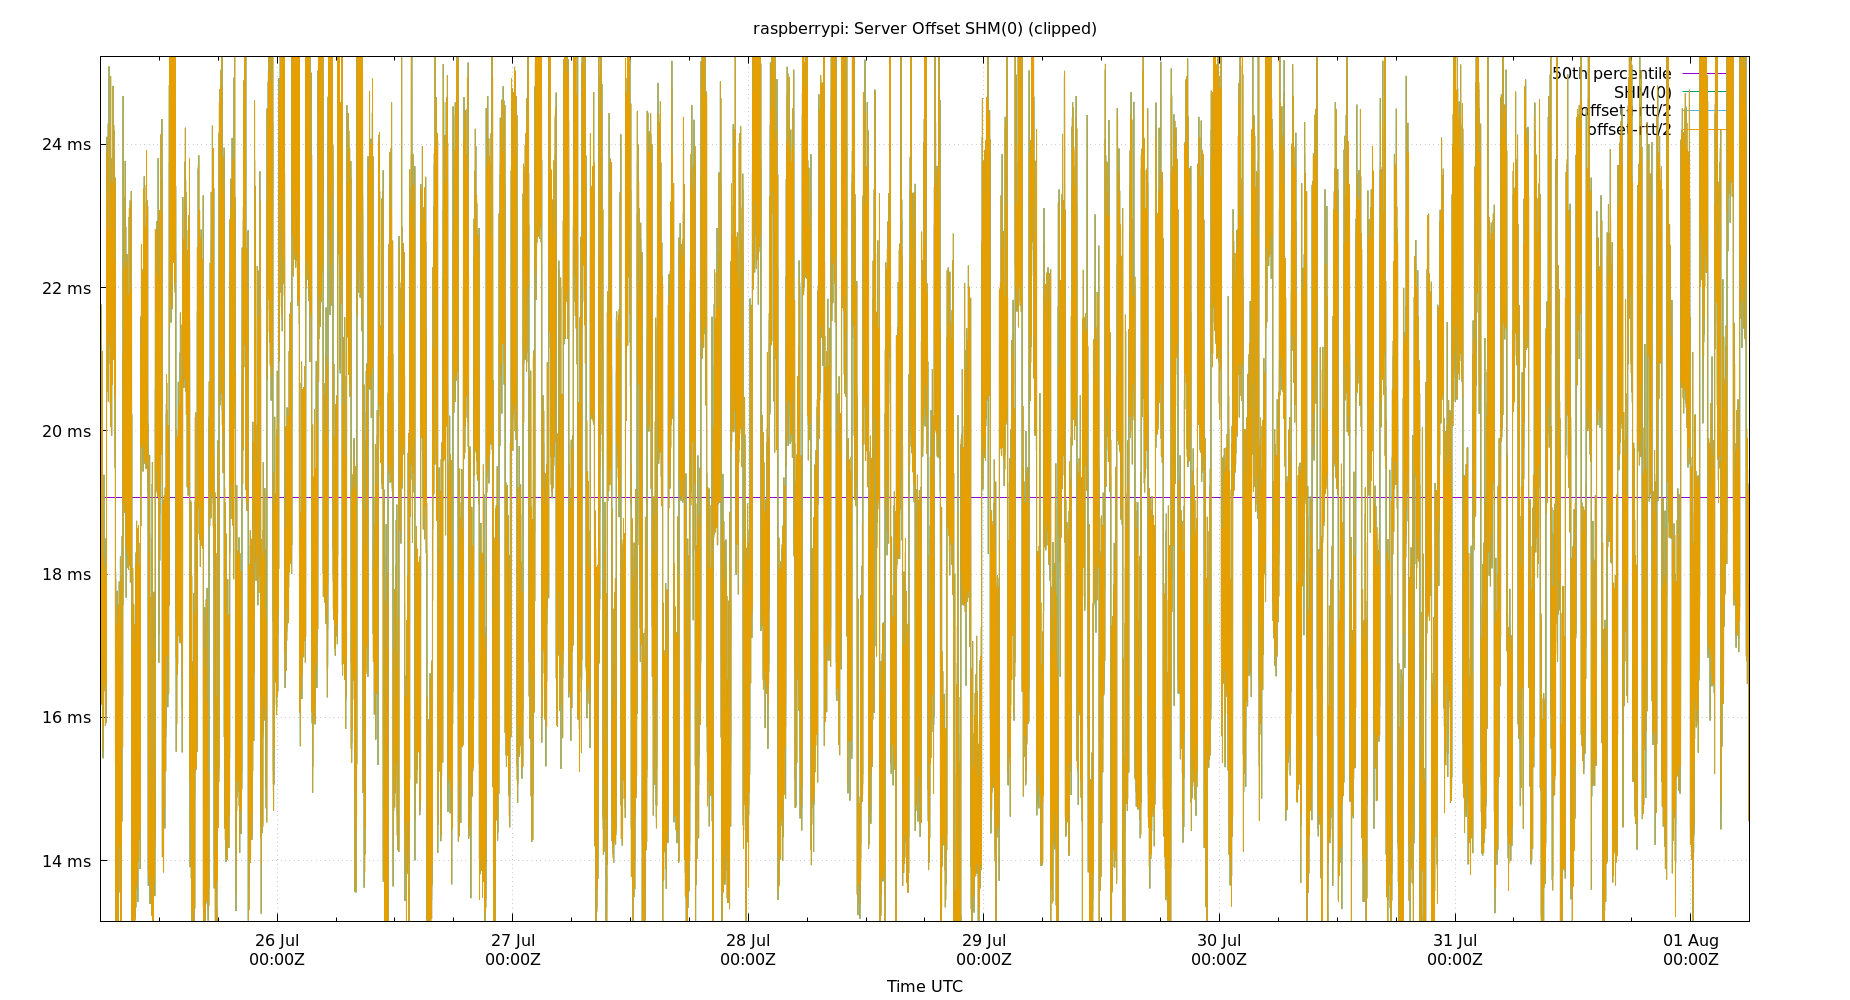 raspberrypi: Server Offset SHM(0) (clipped)
50th percentile
SHM(0)
offset+rtt/2
offset-rtt/2
24 ms
22 ms
20 ms
18 ms
16 ms
14 ms
26 Jul
00:00Z
27 Jul
00:00Z
28 Jul
00:00Z
29 Jul
00:00Z
30 Jul
00:00Z
31 Jul
00:00Z
01 Aug
00:00Z
Time UTC